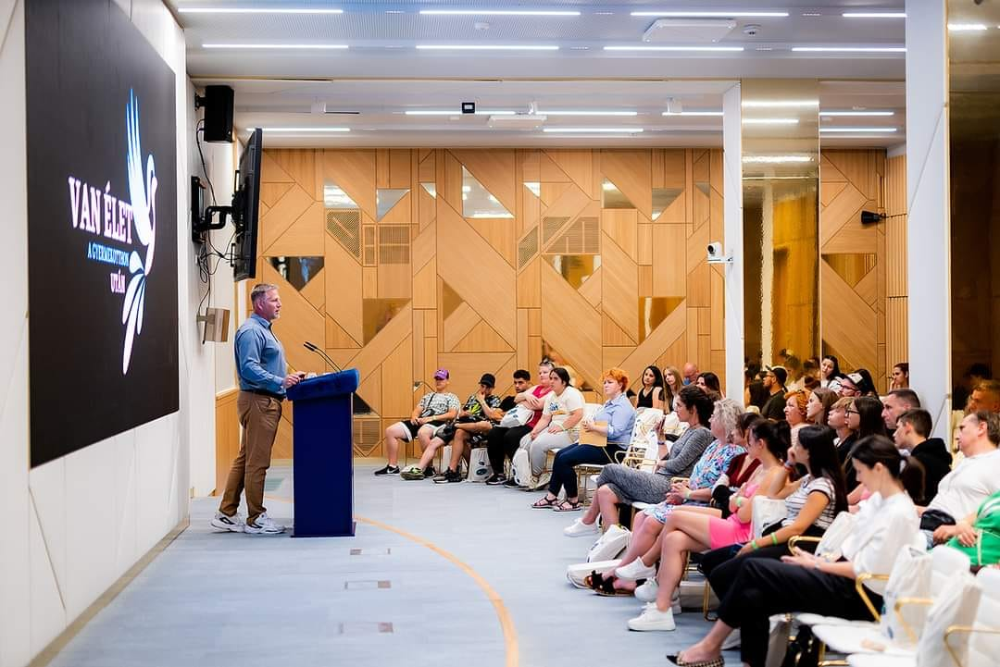 VAN ÉLET
A GYERMEKOTTHON
UTÁN